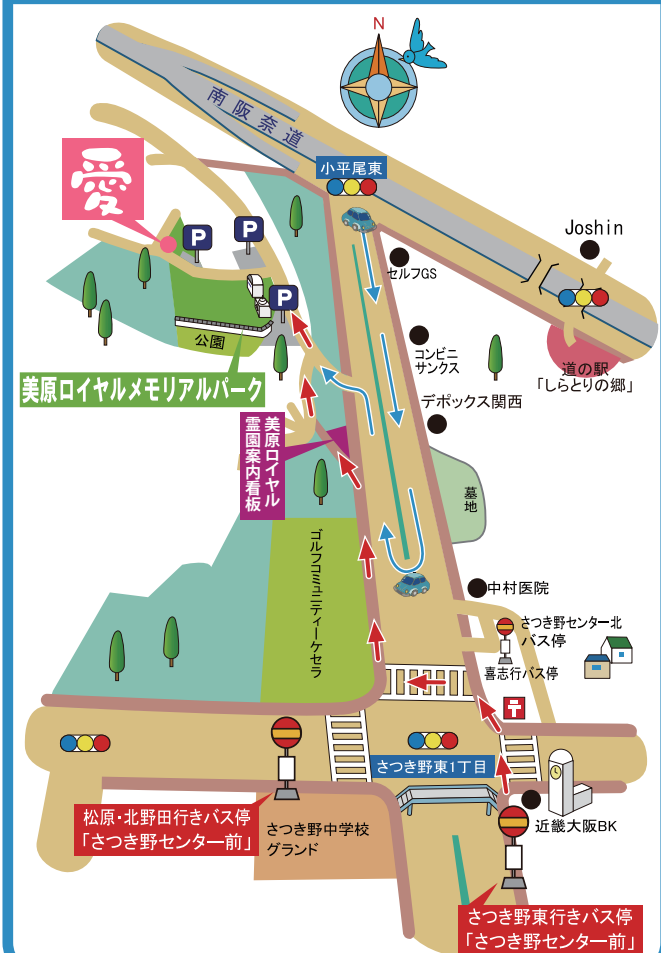 N
南阪奈道
愛
小平尾東
P
P
P
Joshin
セルフGS
公園
コンビニ
サンクス
道の駅
「しらとりの郷」
美原ロイヤルメモリアルパーク
デポックス関西
美原ロイヤル
霊園案内看板
墓地
ゴルフコミュニティーケセラ
中村医院
さつき野センター北
バス停
喜志行バス停
〒
さつき野東1丁目
松原・北野田行きバス停
「さつき野センター前」
さつき野中学校
グランド
近畿大阪BK
さつき野東行きバス停
「さつき野センター前」